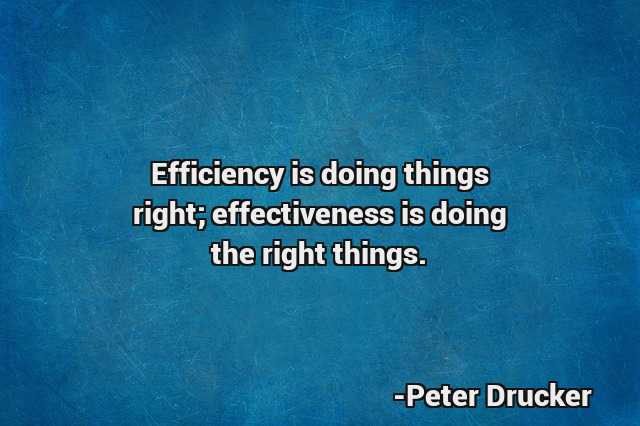 Efficiency is doing things
right; effectiveness is doing
the right things.
-Peter Drucker